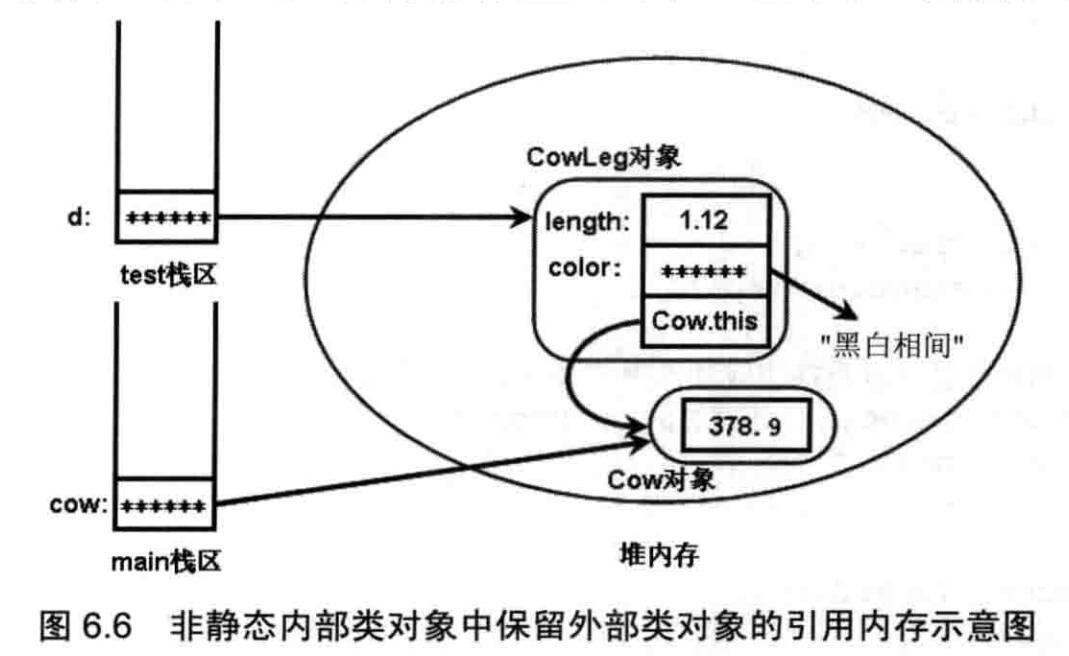 CowLeg对象
d:
******
length:
1.12
color:
******
test栈区
Cow.this
"黑白相间"
378.9
Cow对象
cow:
******
main栈区
堆内存
图 6.6 非静态内部类对象中保留外部类对象的引用内存示意图